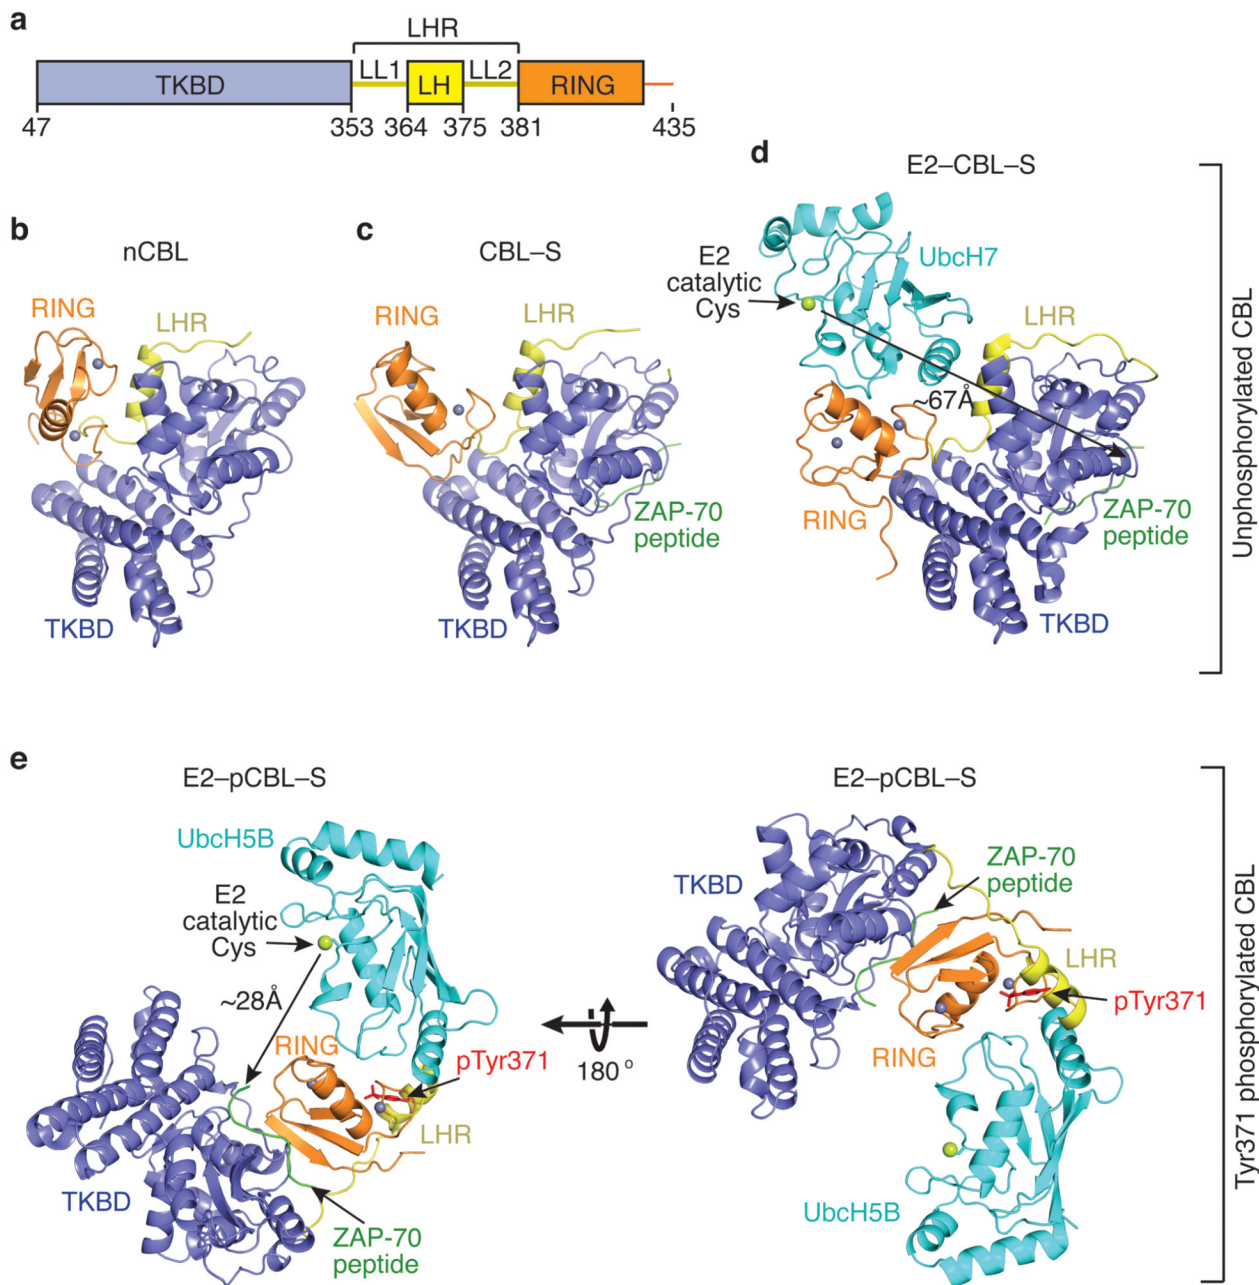 a
LHR
TKBD
LL1
LH
LL2
RING
47
353
364
375
381
435
b
nCBL
RING
LHR
TKBD
c
CBL–S
RING
LHR
ZAP-70
peptide
d
E2–CBL–S
E2
catalytic
Cys
UbcH7
LHR
~67Å
RING
ZAP-70
peptide
TKBD
Unphosphorylated CBL
e
E2–pCBL–S
UbcH5B
E2
catalytic
Cys
~28Å
RING
pTyr371
LHR
TKBD
ZAP-70
peptide
180 °
E2–pCBL–S
TKBD
ZAP-70
peptide
LHR
pTyr371
RING
UbcH5B
Tyr371 phosphorylated CBL